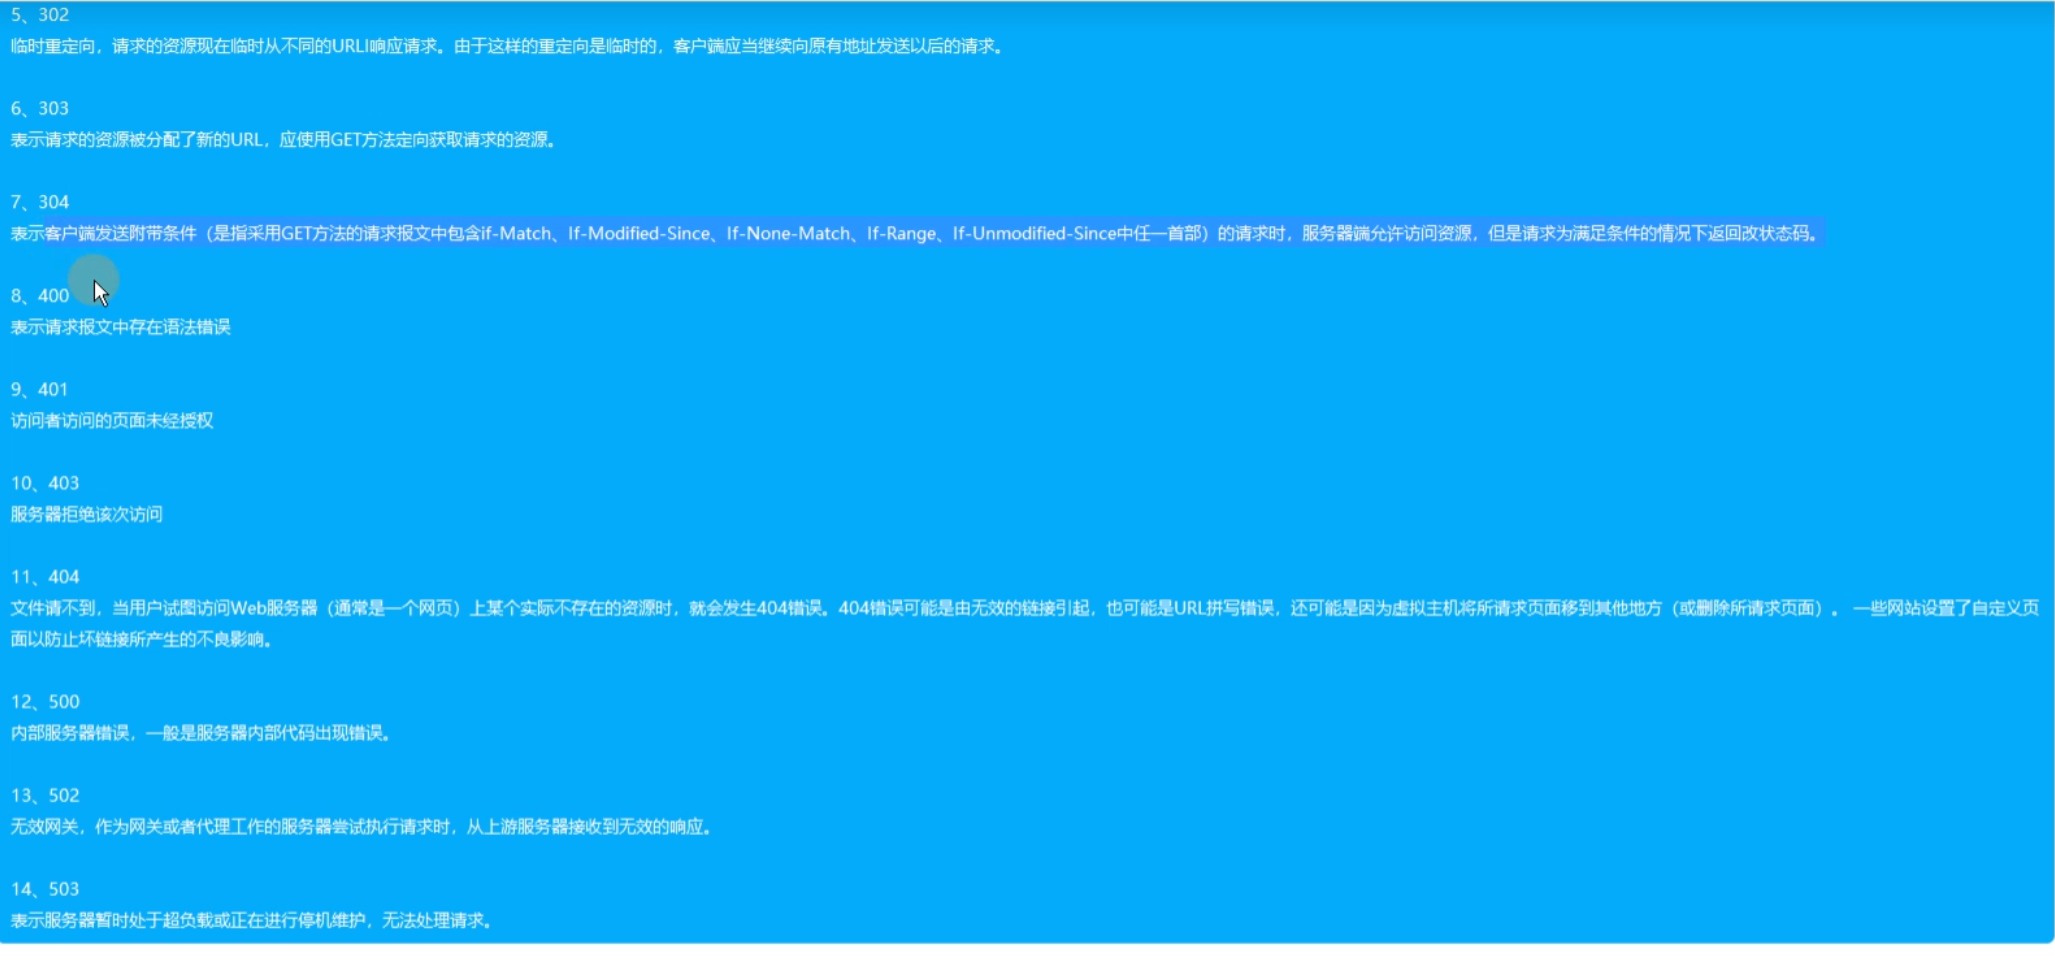 5、302
临时重定向，请求的资源现在临时从不同的URLI响应请求。由于这样的重定向是临时的，客户端应当继续向原有地址发送以后的请求。
6、303
表示请求的资源被分配了新的URL，应使用GET方法定向获取请求的资源。
7、304
表示客户端发送附带条件（是指采用GET方法的请求报文中包含if-Match、If-Modified-Since、If-None-Match、If-Range、If-Unmodified-Since中任一首部）的请求时，服务器端允许访问资源，但是请求为满足条件的情况下返回改状态码。
8、400
表示请求报文中存在语法错误
9、401
访问者访问的页面未经授权
10、403
服务器拒绝该次访问
11、404
文件请不到，当用户试图访问Web服务器（通常是一个网页）上某个实际不存在的资源时，就会发生404错误。404错误可能是由无效的链接引起，也可能是URL拼写错误，还可能是因为虚拟主机将所请求页面移到其他地方（或删除所请求页面）。 一些网站设置了自定义页
面以防止坏链接所产生的不良影响。
12、500
内部服务器错误，一般是服务器内部代码出现错误。
13、502
无效网关，作为网关或者代理工作的服务器尝试执行请求时，从上游服务器接收到无效的响应。
14、503
表示服务器暂时处于超负载或正在进行停机维护，无法处理请求。